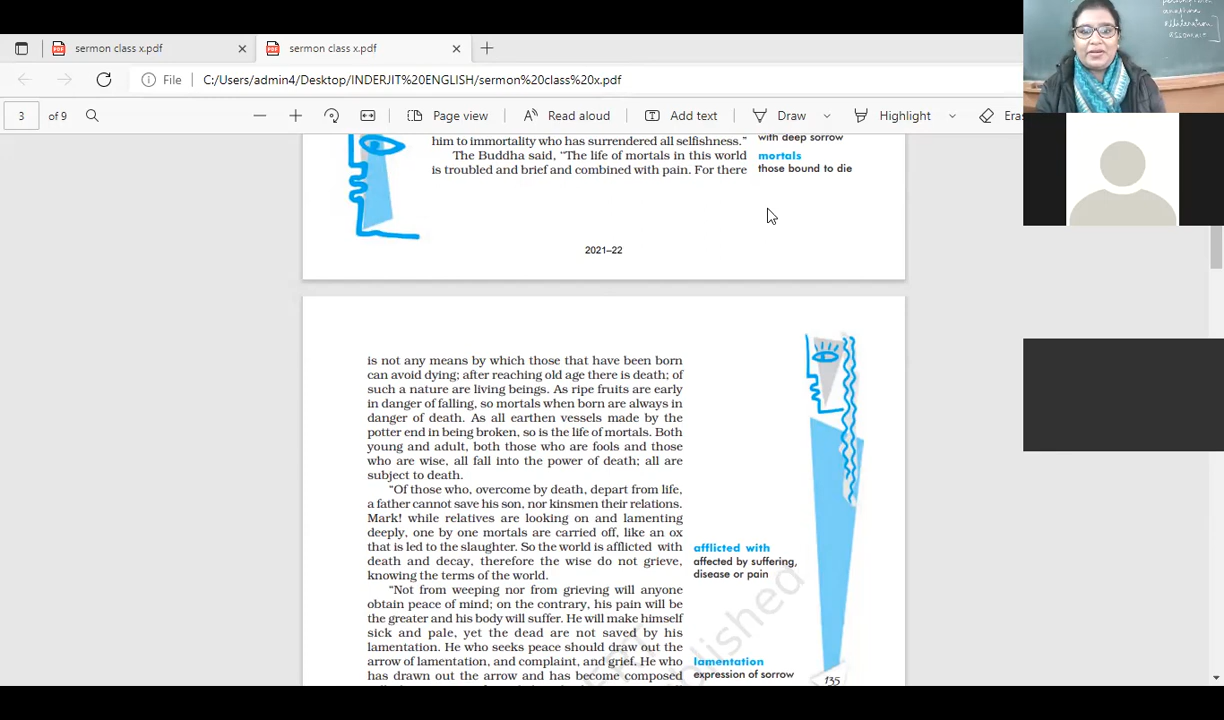 sermon class x.pdf
sermon class x.pdf
File C:/Users/admin4/Desktop/INDERJIT%20ENGLISH/sermon%20class%20x.pdf
3 of 9 Page view Read aloud Add text Draw Highlight
alliteration
him to immortality who has surrendered all selfishness."
The Buddha said, "The life of mortals in this world
is troubled and brief and combined with pain. For there
with deep sorrow
mortals
those bound to die
2021–22
is not any means by which those that have been born
can avoid dying; after reaching old age there is death; of
such a nature are living beings. As ripe fruits are early
in danger of falling, so mortals when born are always in
danger of death. As all earthen vessels made by the
potter end in being broken, so is the life of mortals. Both
young and adult, both those who are fools and those
who are wise, all fall into the power of death; all are
subject to death.
"Of those who, overcome by death, depart from life,
a father cannot save his son, nor kinsmen their relations.
Mark! while relatives are looking on and lamenting
deeply, one by one mortals are carried off, like an ox
that is led to the slaughter. So the world is afflicted with
death and decay, therefore the wise do not grieve,
knowing the terms of the world.
"Not from weeping nor from grieving will anyone
obtain peace of mind; on the contrary, his pain will be
the greater and his body will suffer. He will make himself
sick and pale, yet the dead are not saved by his
lamentation. He who seeks peace should draw out the
arrow of lamentation, and complaint, and grief. He who
has drawn out the arrow and has become composed
afflicted with
affected by suffering,
disease or pain
lamentation
expression of sorrow
135